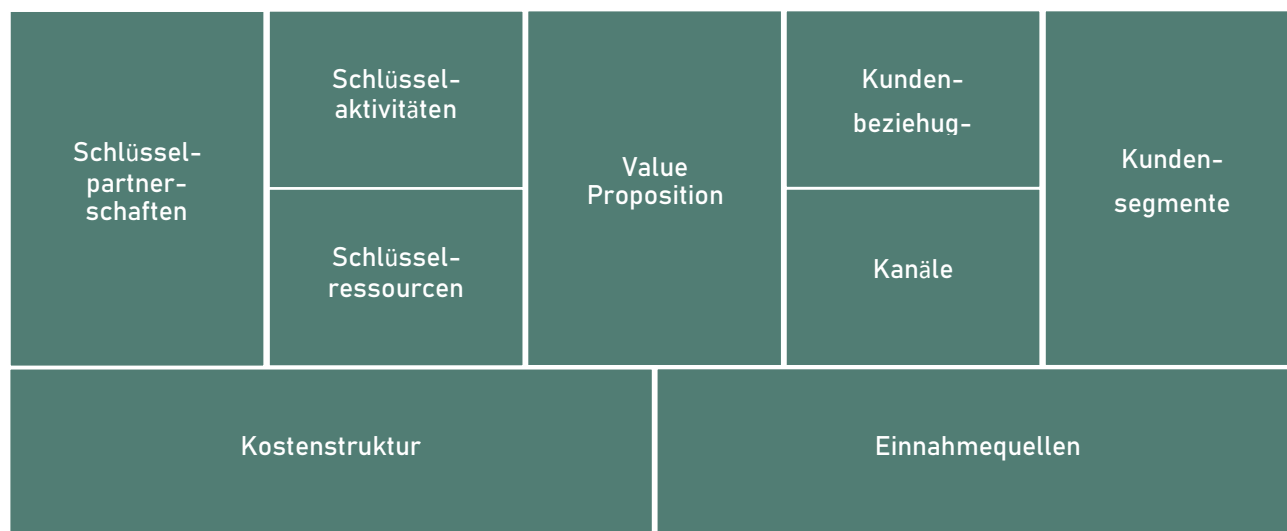 Schlüssel-
partner-
schaften
Schlüssel-
aktivitäten
Schlüssel-
ressourcen
Value
Proposition
Kunden-
beziehug-
Kanäle
Kunden-
segmente
Kostenstruktur
Einnahmequellen